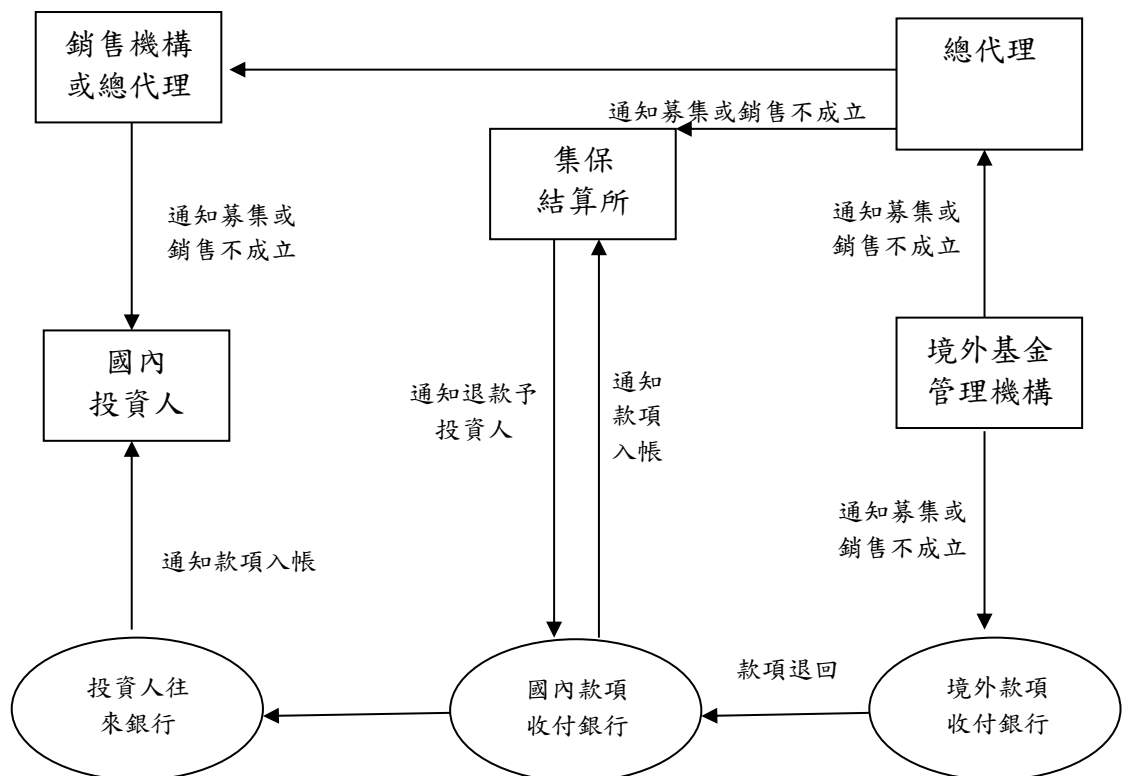 銷售機構
或總代理
總代理
通知募集或銷售不成立
集保
結算所
通知募集或
銷售不成立
通知募集或
銷售不成立
國內
投資人
境外基金
管理機構
通知退款予
投資人
通知
款項
入帳
通知募集或
銷售不成立
通知款項入帳
款項退回
投資人往
來銀行
國內款項
收付銀行
境外款項
收付銀行